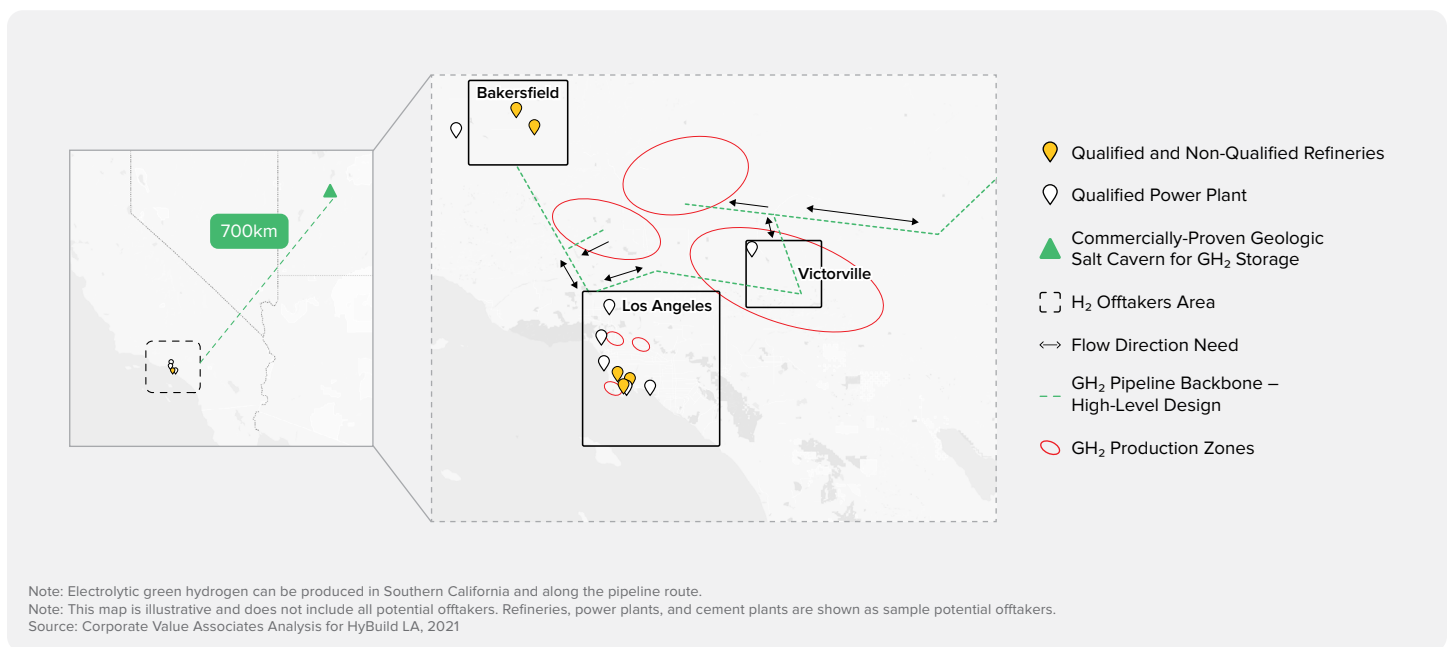 Bakersfield
700km
Victorville
Los Angeles
Qualified and Non-Qualified Refineries
Qualified Power Plant
Commercially-Proven Geologic
Salt Cavern for GH₂ Storage
H₂ Offtakers Area
Flow Direction Need
GH₂ Pipeline Backbone –
High-Level Design
GH₂ Production Zones
Note: Electrolytic green hydrogen can be produced in Southern California and along the pipeline route.
Note: This map is illustrative and does not include all potential offtakers. Refineries, power plants, and cement plants are shown as sample potential offtakers.
Source: Corporate Value Associates Analysis for HyBuild LA, 2021